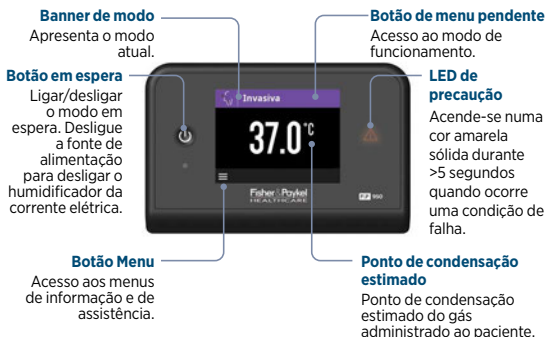 Banner de modo
Apresenta o modo
atual.
Botão em espera
Ligar/desligar
o modo em
espera. Desligue
a fonte de
alimentação
para desligar o
humidificador da
corrente elétrica.
Botão Menu
Acesso aos menus
de informação e de
assistência.
Invasiva
37.0°C
Fisher & Paykel
HEALTHCARE
F&P 950
Botão de menu pendente
Acesso ao modo de
funcionamento.
LED de
precaução
Acende-se numa
cor amarela
sólida durante
>5 segundos
quando ocorre
uma condição de
falha.
Ponto de condensação
estimado
Ponto de condensação
estimado do gás
administrado ao paciente.